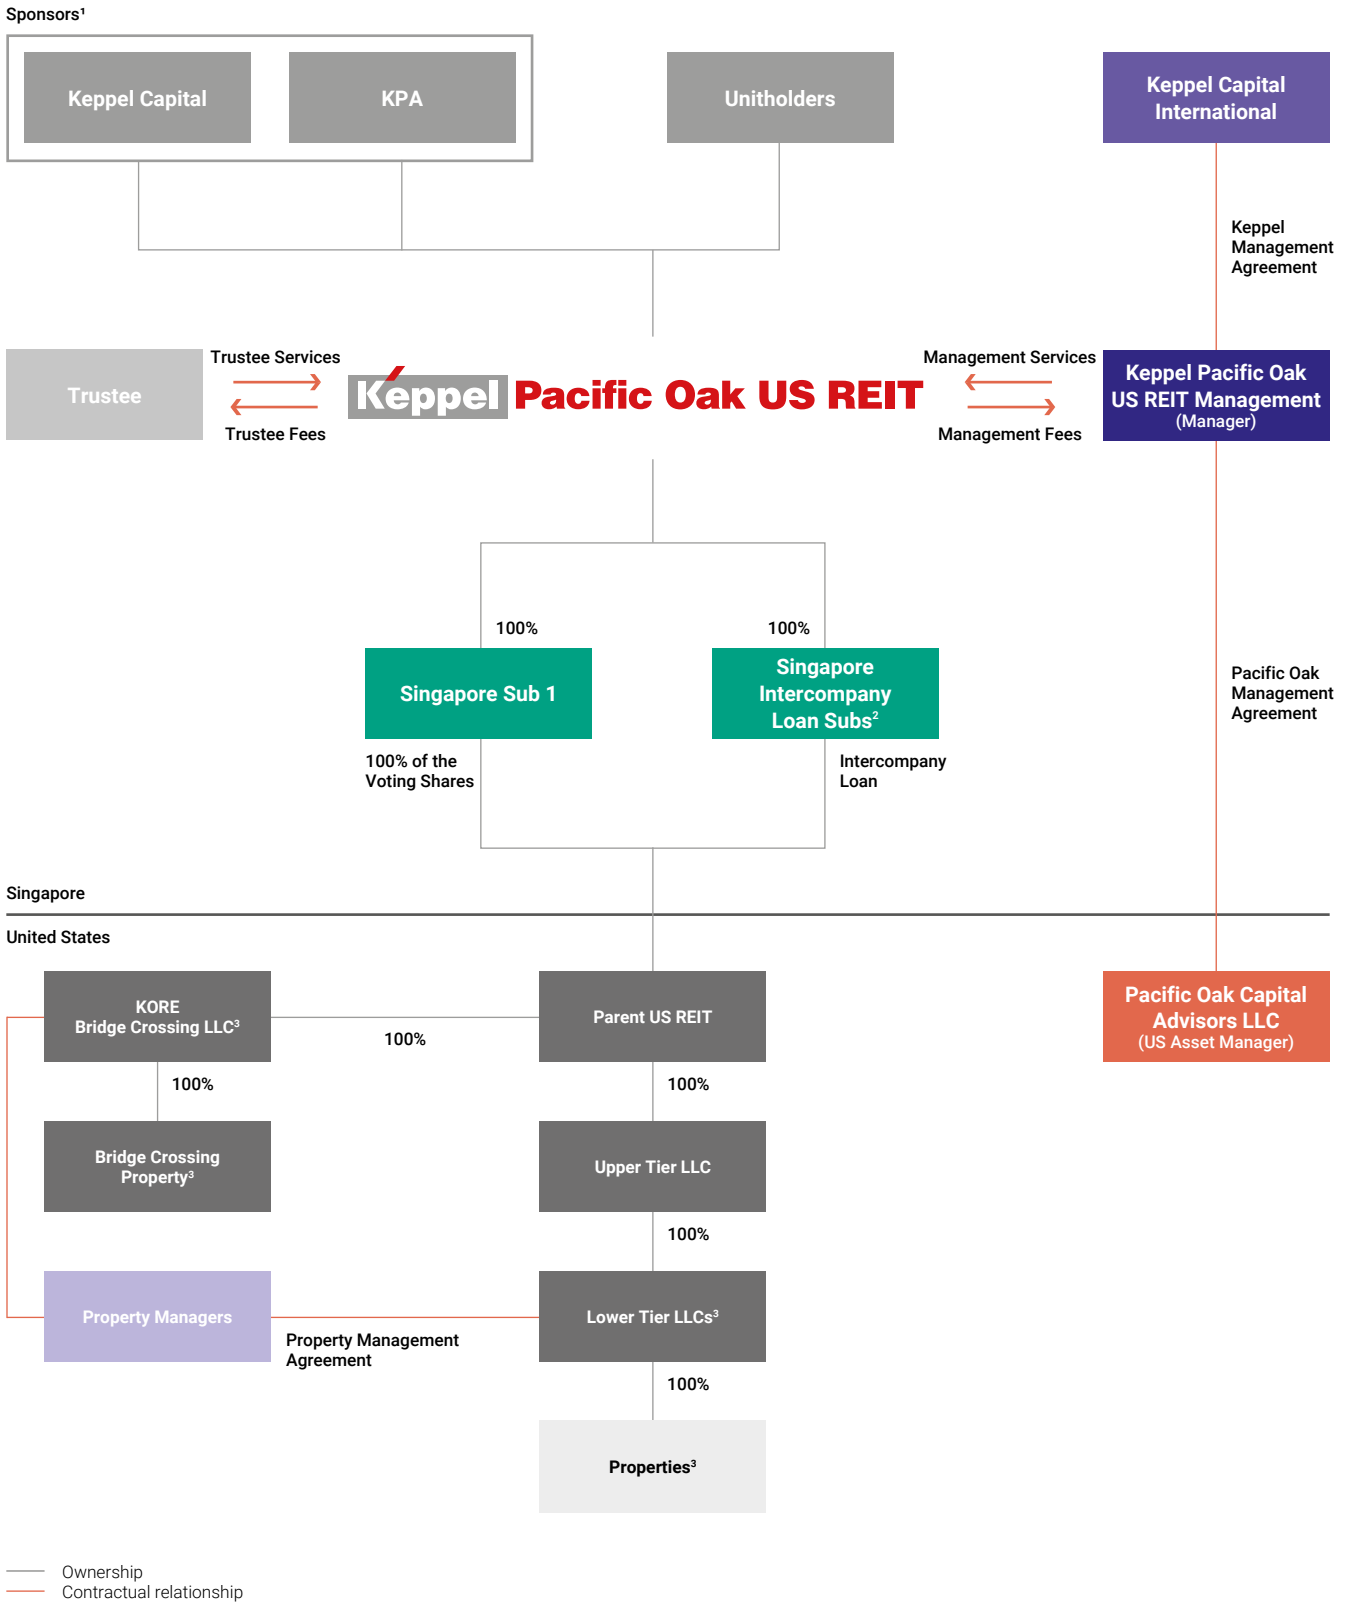 Sponsors¹
Keppel Capital
KPA
Unitholders
Keppel Capital
International
Keppel
Management
Agreement
Trustee
Trustee Services
Trustee Fees
Keppel Pacific Oak US REIT
Management Services
Management Fees
Keppel Pacific Oak
US REIT Management
(Manager)
100%
100%
Singapore Sub 1
Singapore
Intercompany
Loan Subs²
Pacific Oak
Management
Agreement
100% of the
Voting Shares
Intercompany
Loan
Singapore
United States
KORE
Bridge Crossing LLC³
100%
Parent US REIT
Pacific Oak Capital
Advisors LLC
(US Asset Manager)
100%
100%
Bridge Crossing
Property³
Upper Tier LLC
100%
Property Managers
Property Management
Agreement
Lower Tier LLCs³
100%
Properties³
Ownership
Contractual relationship